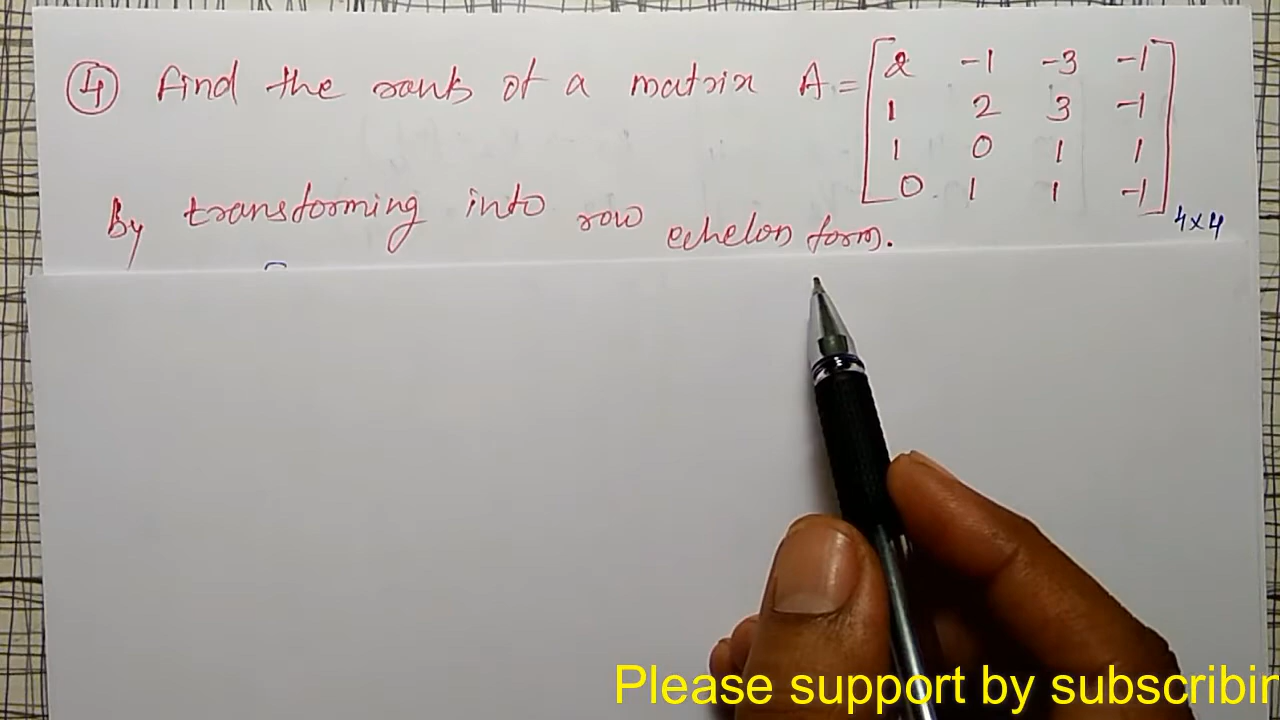 ④ Find the rank of a matrix A = [ 2 -1 -3 -1
1 2 3 -1
1 0 1 1
0 1 1 -1 ] 4×4
By transforming into row echelon form.
Please support by subscribin